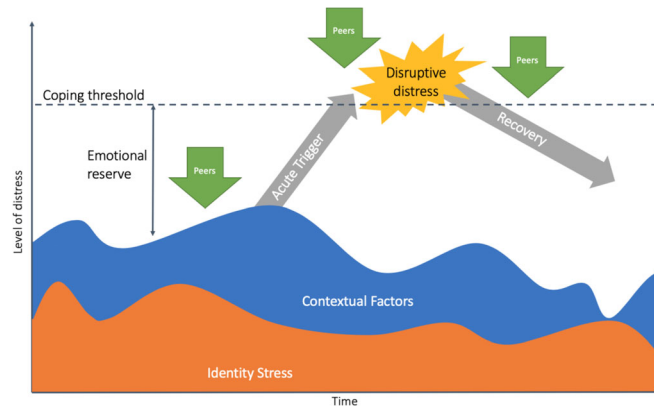 Peers
Peers
Disruptive
distress
Coping threshold
Emotional
reserve
Peers
Acute Trigger
Recovery
Level of distress
Contextual Factors
Identity Stress
Time